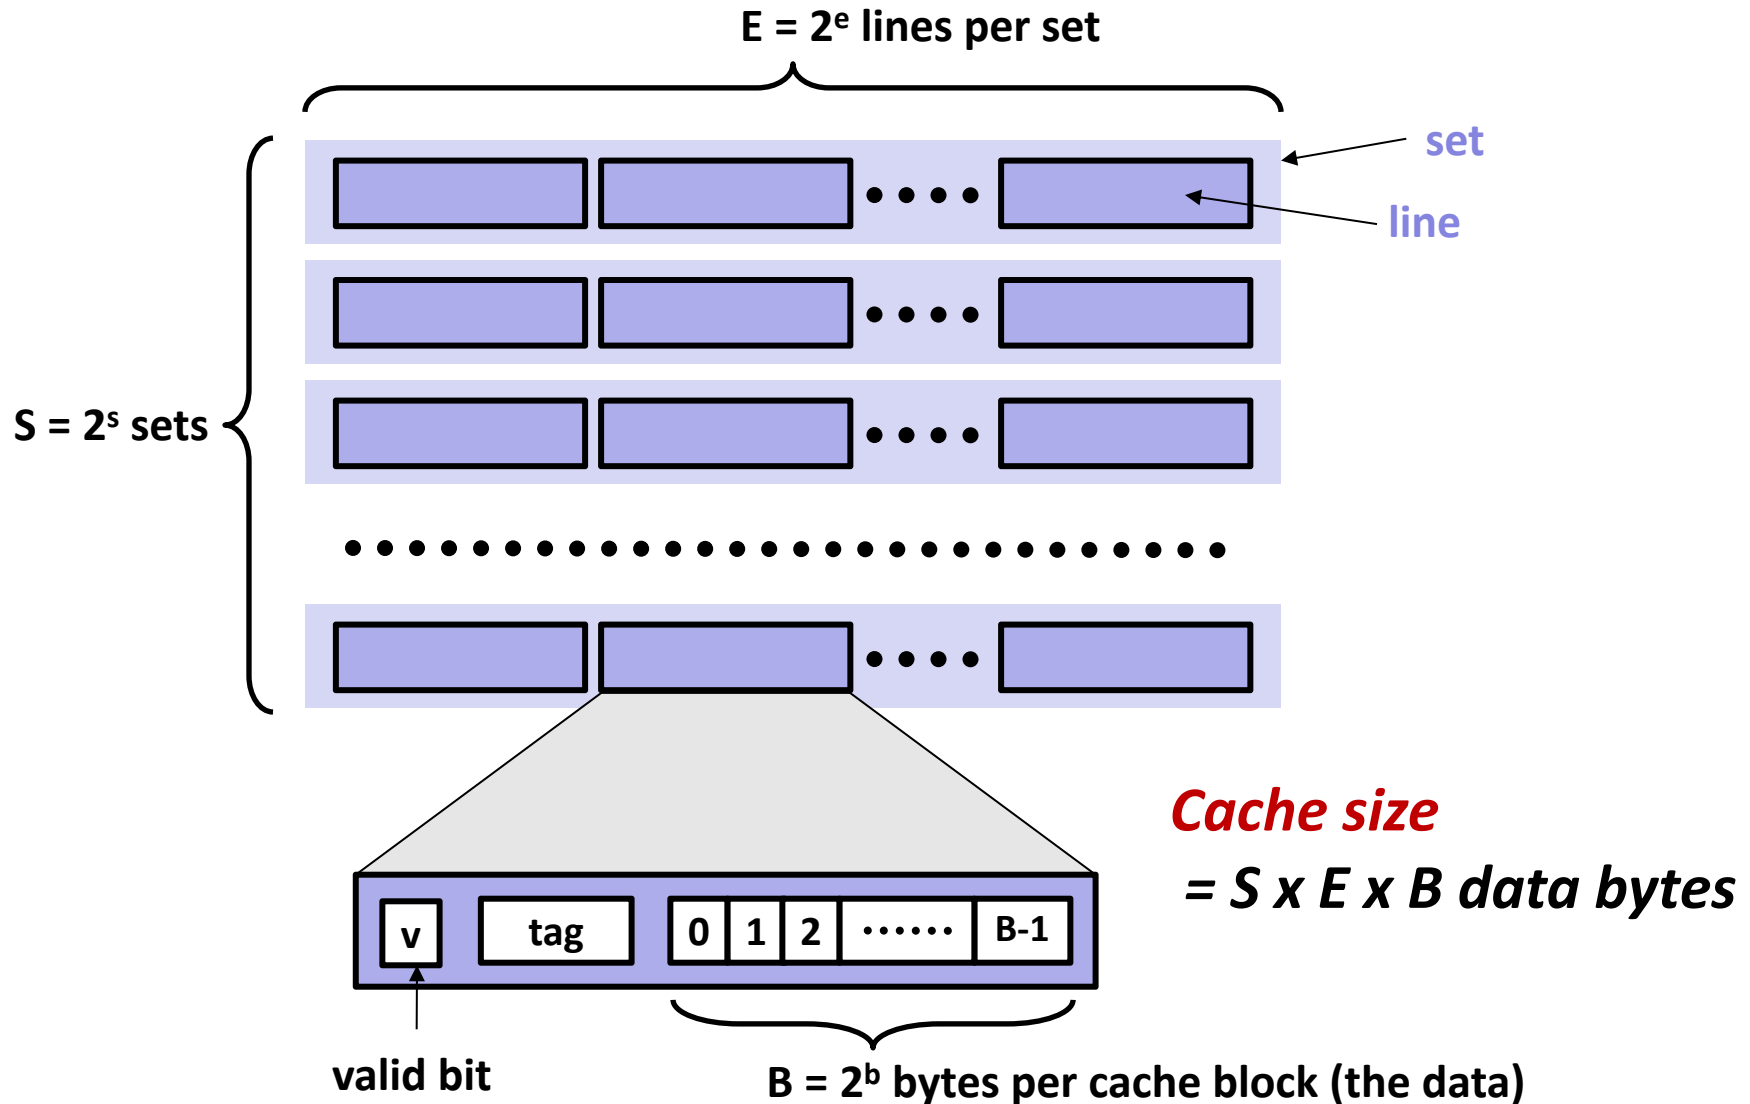 E = 2ᵉ lines per set
set
line
S = 2ˢ sets
Cache size
= S x E x B data bytes
v
tag
0 1 2 •••••• B-1
valid bit
B = 2ᵇ bytes per cache block (the data)